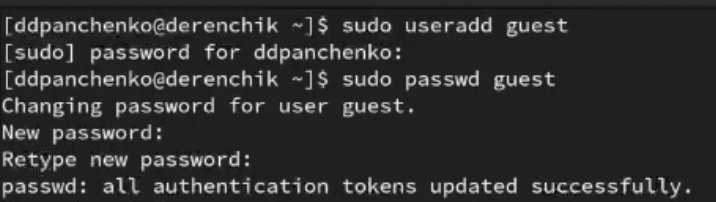 [ddpanchenko@derenchik ~]$ sudo useradd guest
[sudo] password for ddpanchenko:
[ddpanchenko@derenchik ~]$ sudo passwd guest
Changing password for user guest.
New password:
Retype new password:
passwd: all authentication tokens updated successfully.